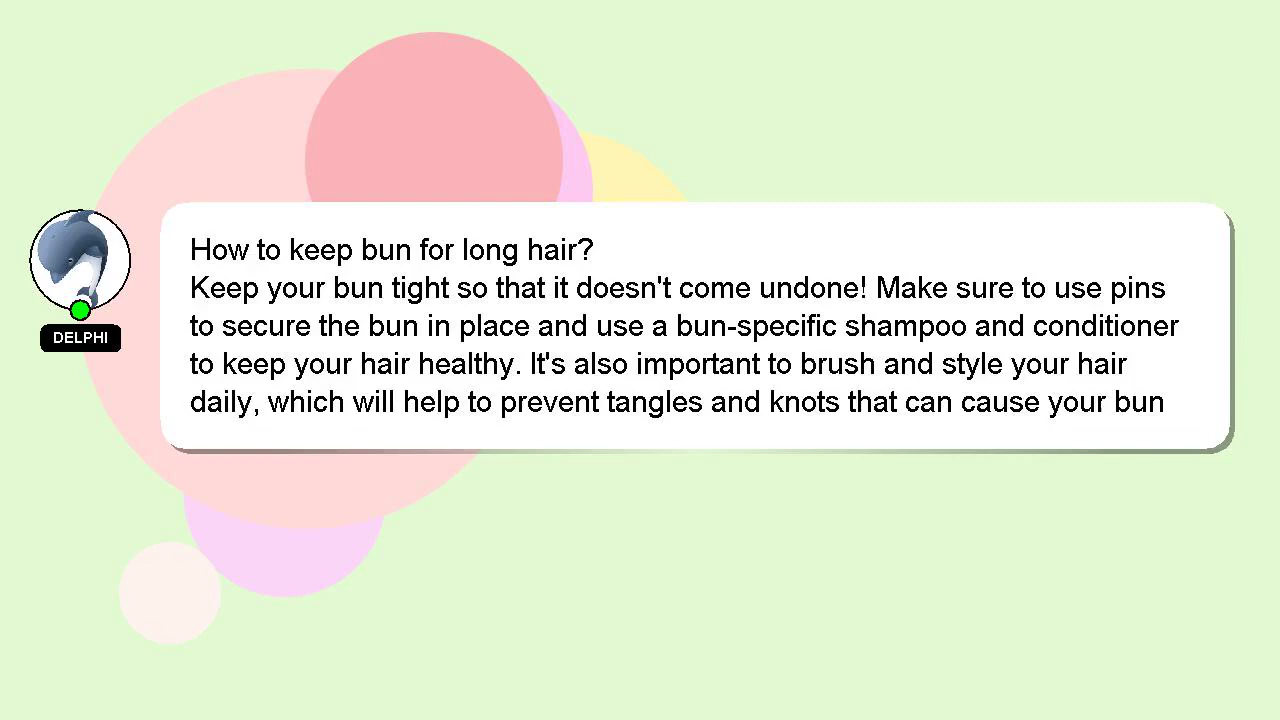 How to keep bun for long hair?
Keep your bun tight so that it doesn't come undone! Make sure to use pins
to secure the bun in place and use a bun-specific shampoo and conditioner
to keep your hair healthy. It's also important to brush and style your hair
daily, which will help to prevent tangles and knots that can cause your bun
DELPHI